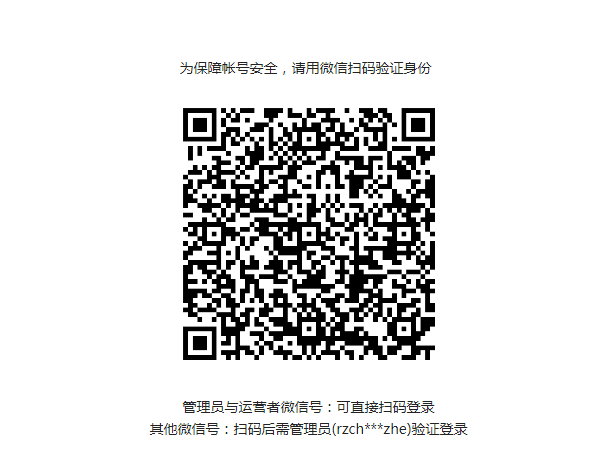 为保障帐号安全，请用微信扫码验证身份
管理员与运营者微信号：可直接扫码登录
其他微信号：扫码后需管理员(rzch***zhe)验证登录